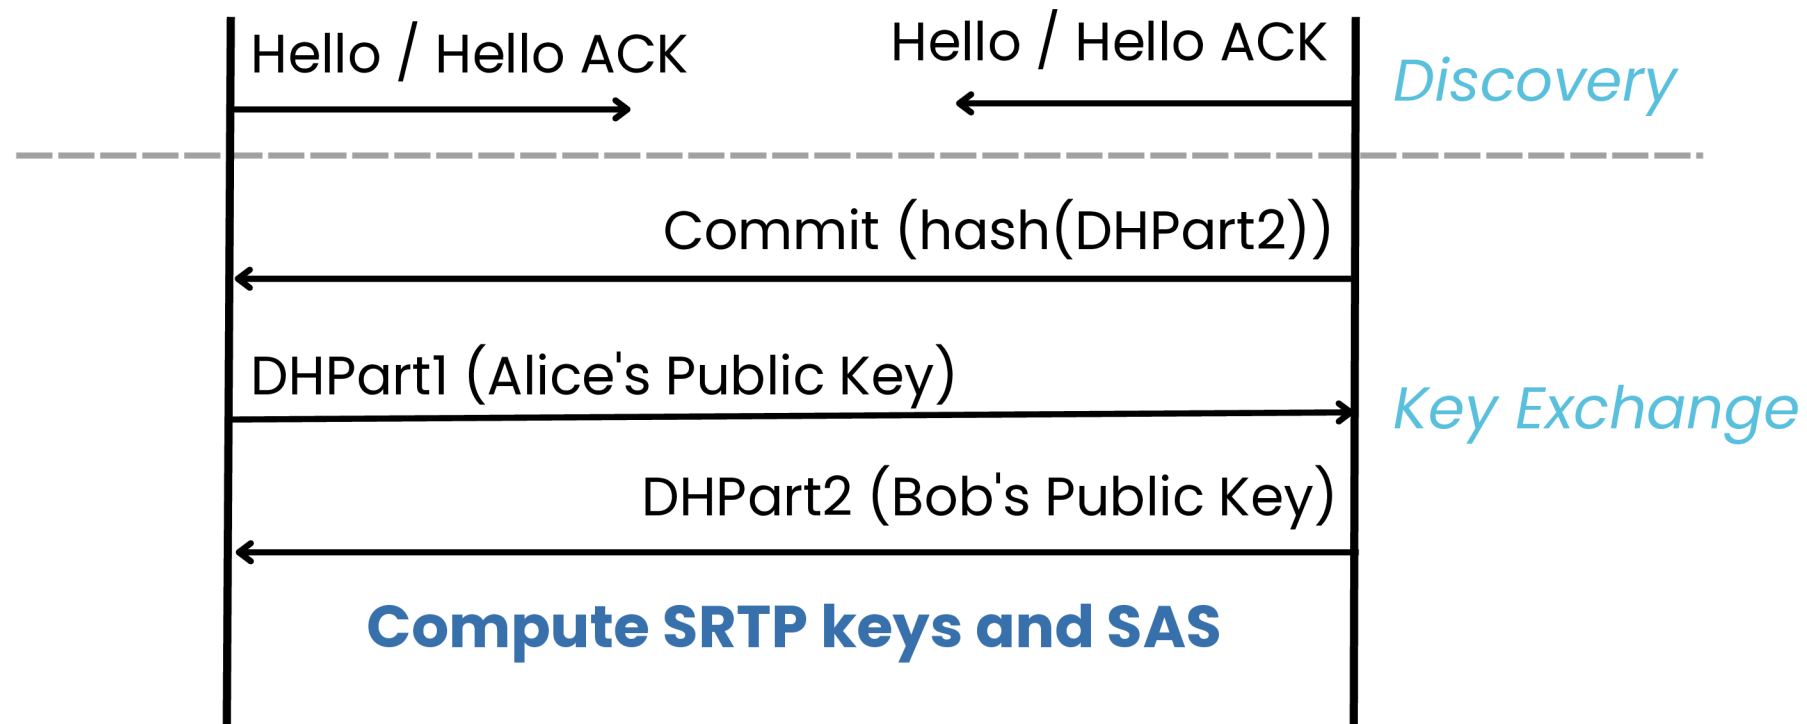 Hello / Hello ACK
Hello / Hello ACK
Discovery
Commit (hash(DHPart2))
DHPart1 (Alice's Public Key)
Key Exchange
DHPart2 (Bob's Public Key)
Compute SRTP keys and SAS